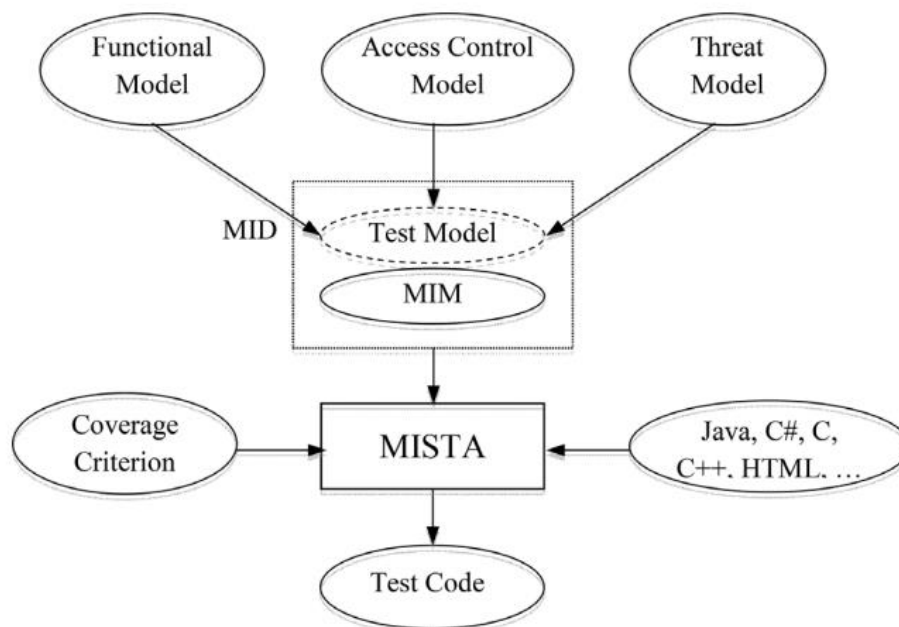 Functional
Model
Access Control
Model
Threat
Model
MID
Test Model
MIM
Coverage
Criterion
MISTA
Java, C#, C,
C++, HTML, ...
Test Code